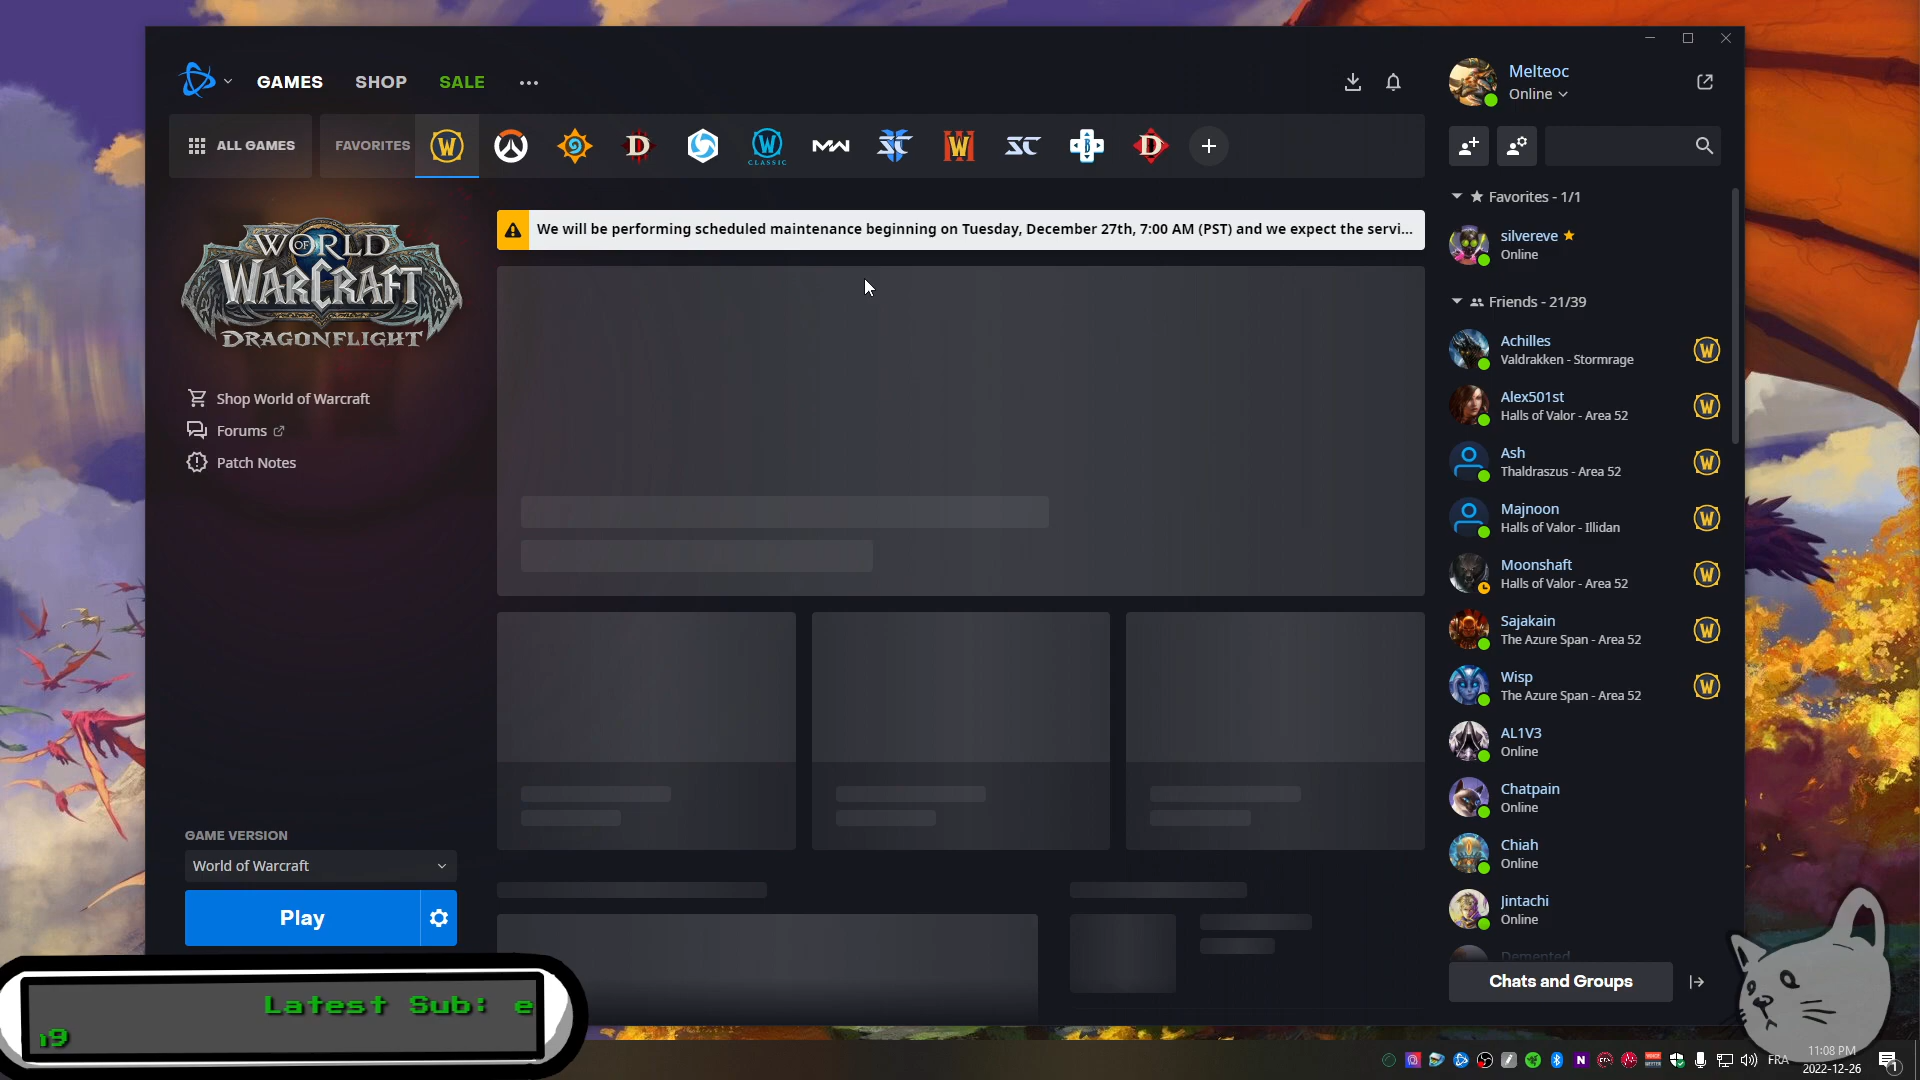 GAMES
SHOP
SALE
ALL GAMES
FAVORITES
CLASSIC
WORLD
OF
WARCRAFT
DRAGONFLIGHT
Shop World of Warcraft
Forums
Patch Notes
GAME VERSION
World of Warcraft
Play
We will be performing scheduled maintenance beginning on Tuesday, December 27th, 7:00 AM (PST) and we expect the servi...
Melteoc
Online
Favorites - 1/1
silvereve
Online
Friends - 21/39
Achilles
Valdrakken - Stormrage
Alex501st
Halls of Valor - Area 52
Ash
Thaldraszus - Area 52
Majnoon
Halls of Valor - Illidan
Moonshaft
Halls of Valor - Area 52
Sajakain
The Azure Span - Area 52
Wisp
The Azure Span - Area 52
AL1V3
Online
Chatpain
Online
Chiah
Online
Jintachi
Online
Demented
Chats and Groups
Latest Sub: e
19
FRA
11:08 PM
2022-12-26
1